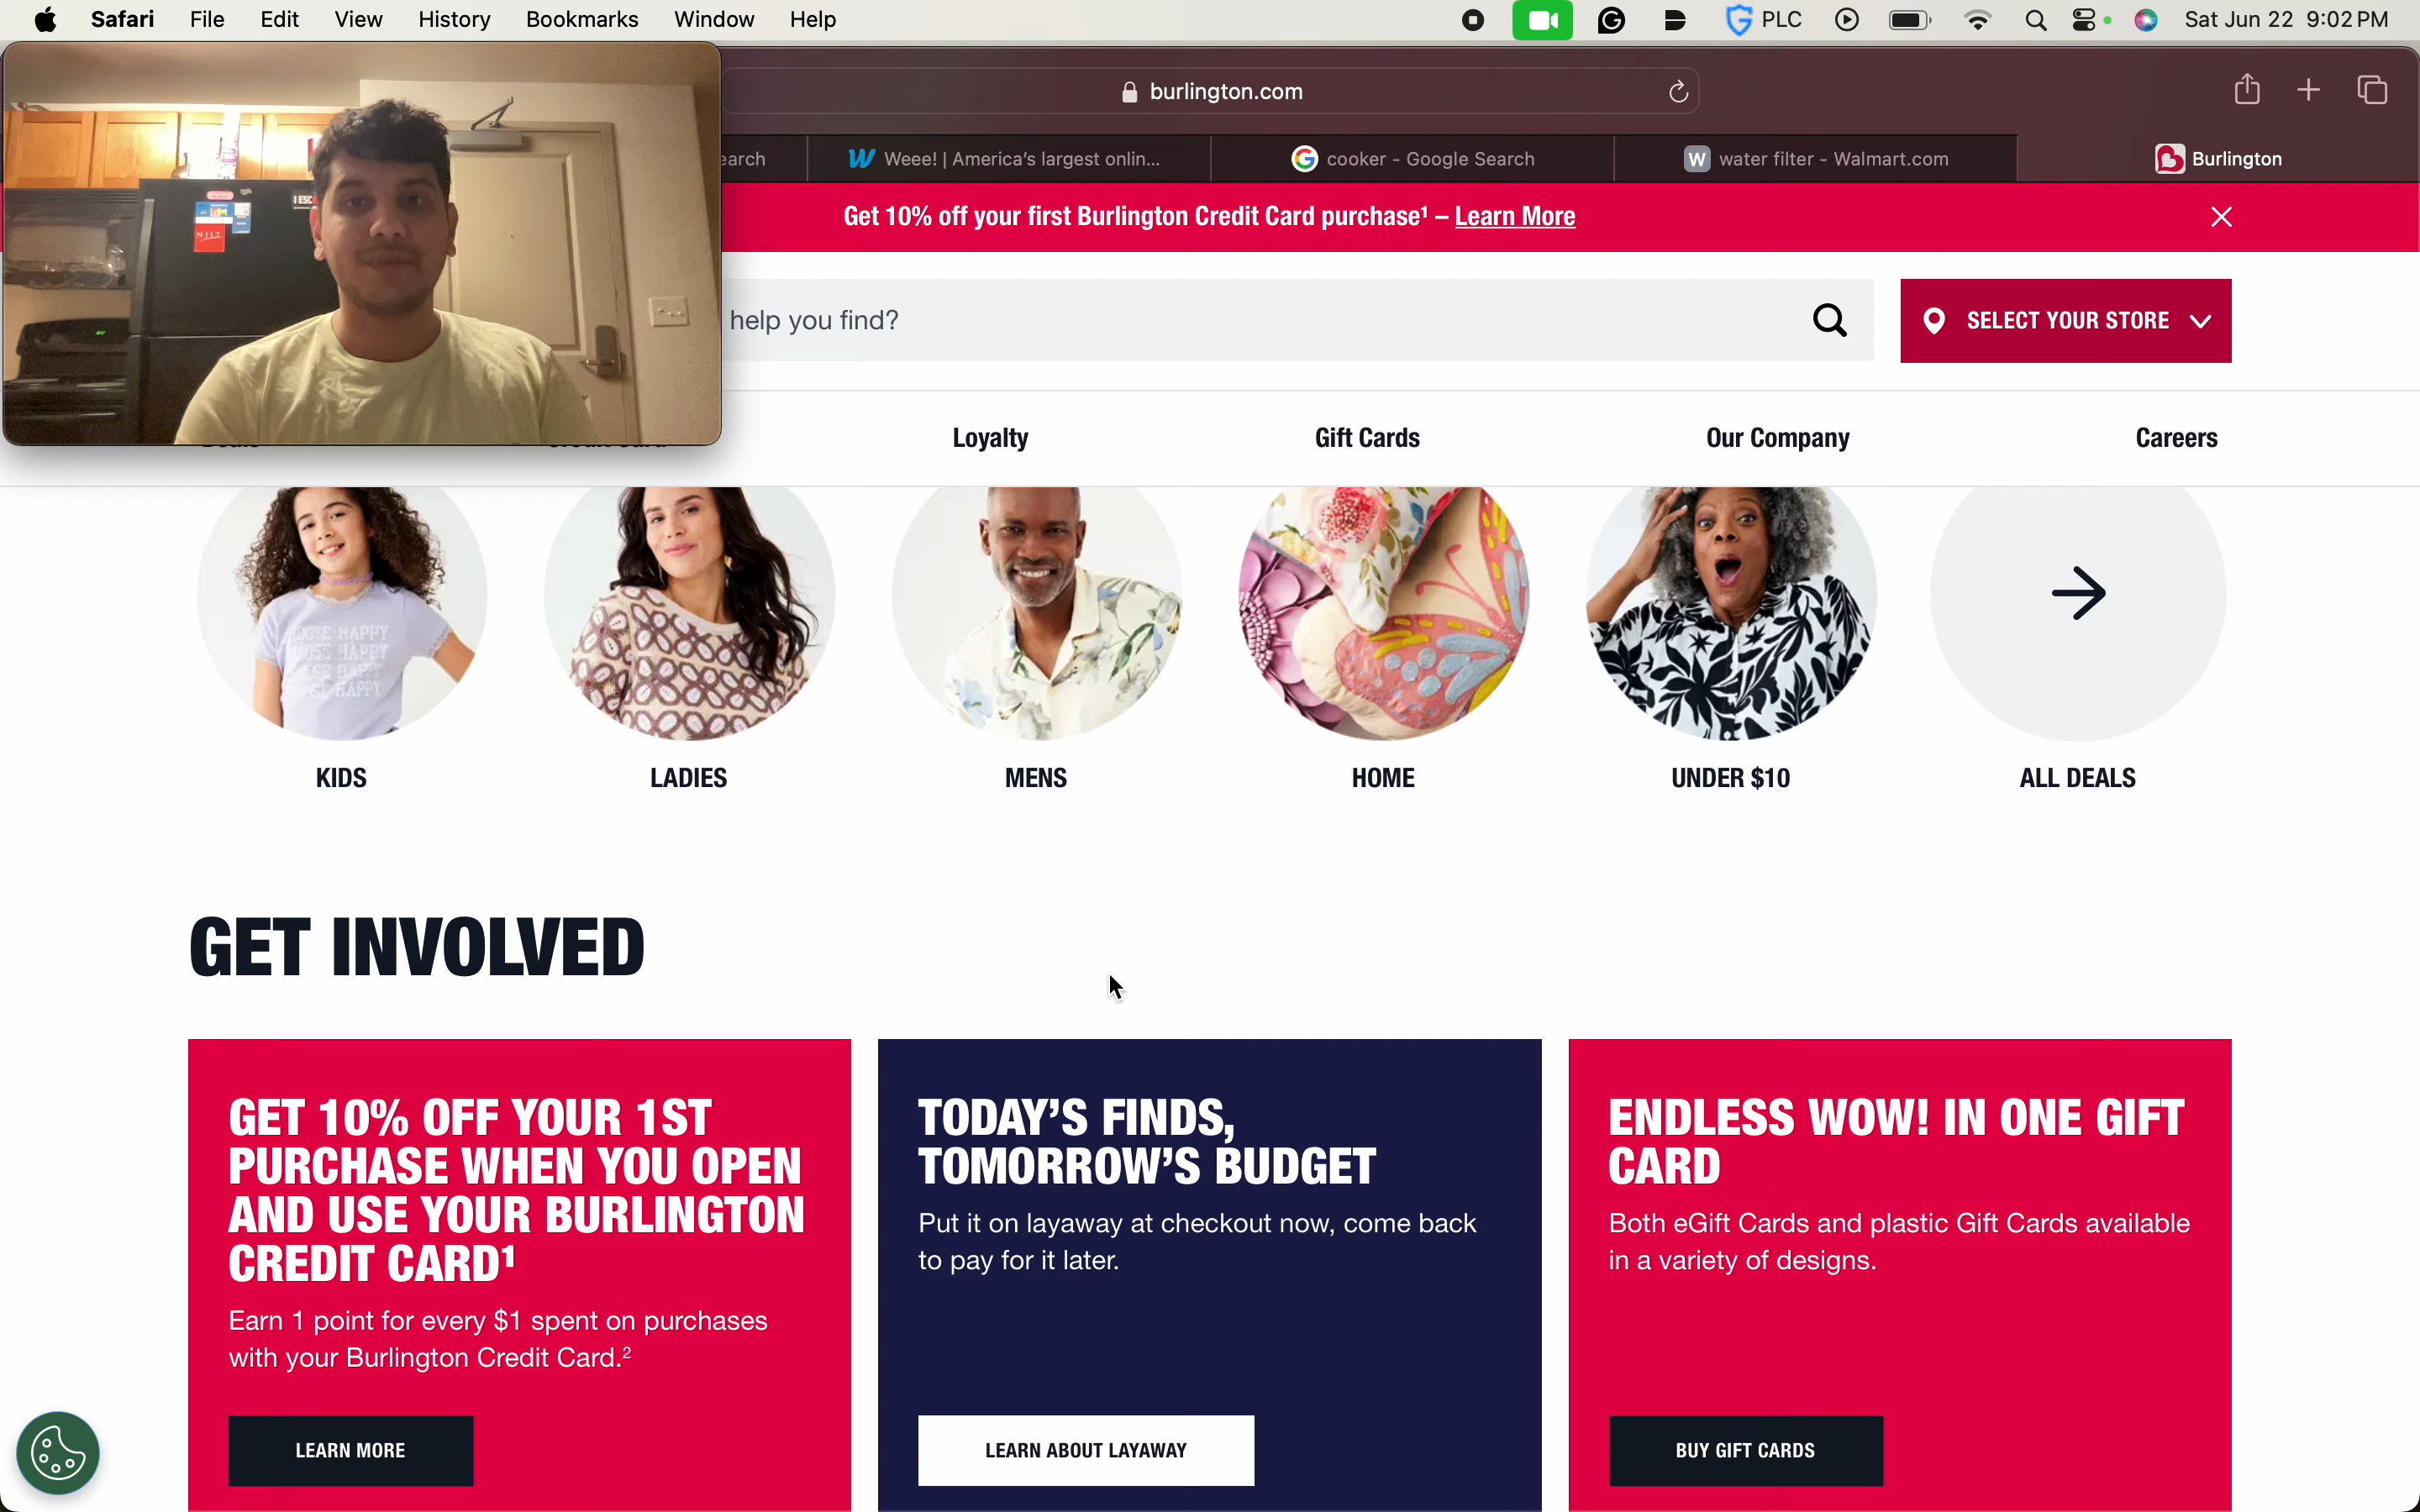 Safari File Edit View History Bookmarks Window Help PLC Sat Jun 22 9:02 PM
burlington.com
earch Weee! | America's largest onlin... cooker - Google Search W water filter - Walmart.com Burlington
Get 10% off your first Burlington Credit Card purchase¹ – Learn More
I ESC
NJIT
help you find? SELECT YOUR STORE
Loyalty Gift Cards Our Company Careers
KIDS LADIES MENS HOME UNDER $10 ALL DEALS
GET INVOLVED
GET 10% OFF YOUR 1ST
PURCHASE WHEN YOU OPEN
AND USE YOUR BURLINGTON
CREDIT CARD¹
Earn 1 point for every $1 spent on purchases
with your Burlington Credit Card.²
LEARN MORE
TODAY'S FINDS,
TOMORROW'S BUDGET
Put it on layaway at checkout now, come back
to pay for it later.
LEARN ABOUT LAYAWAY
ENDLESS WOW! IN ONE GIFT
CARD
Both eGift Cards and plastic Gift Cards available
in a variety of designs.
BUY GIFT CARDS